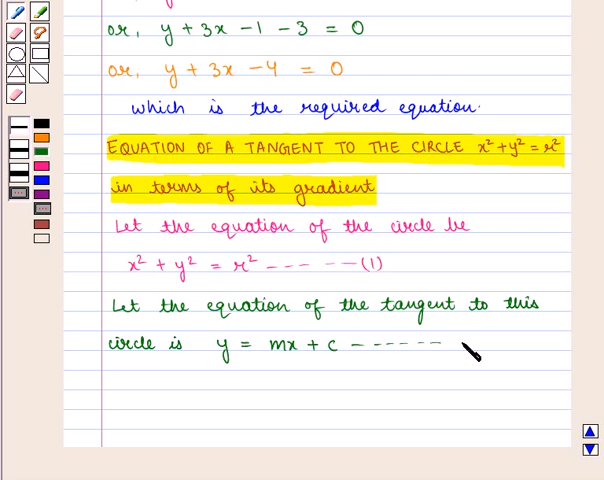 or, y + 3x - 1 - 3 = 0
or, y + 3x - 4 = 0
which is the required equation.
EQUATION OF A TANGENT TO THE CIRCLE x² + y² = r²
in terms of its gradient
Let the equation of the circle be
x² + y² = r² ------ (1)
Let the equation of the tangent to this
circle is y = mx + c ------